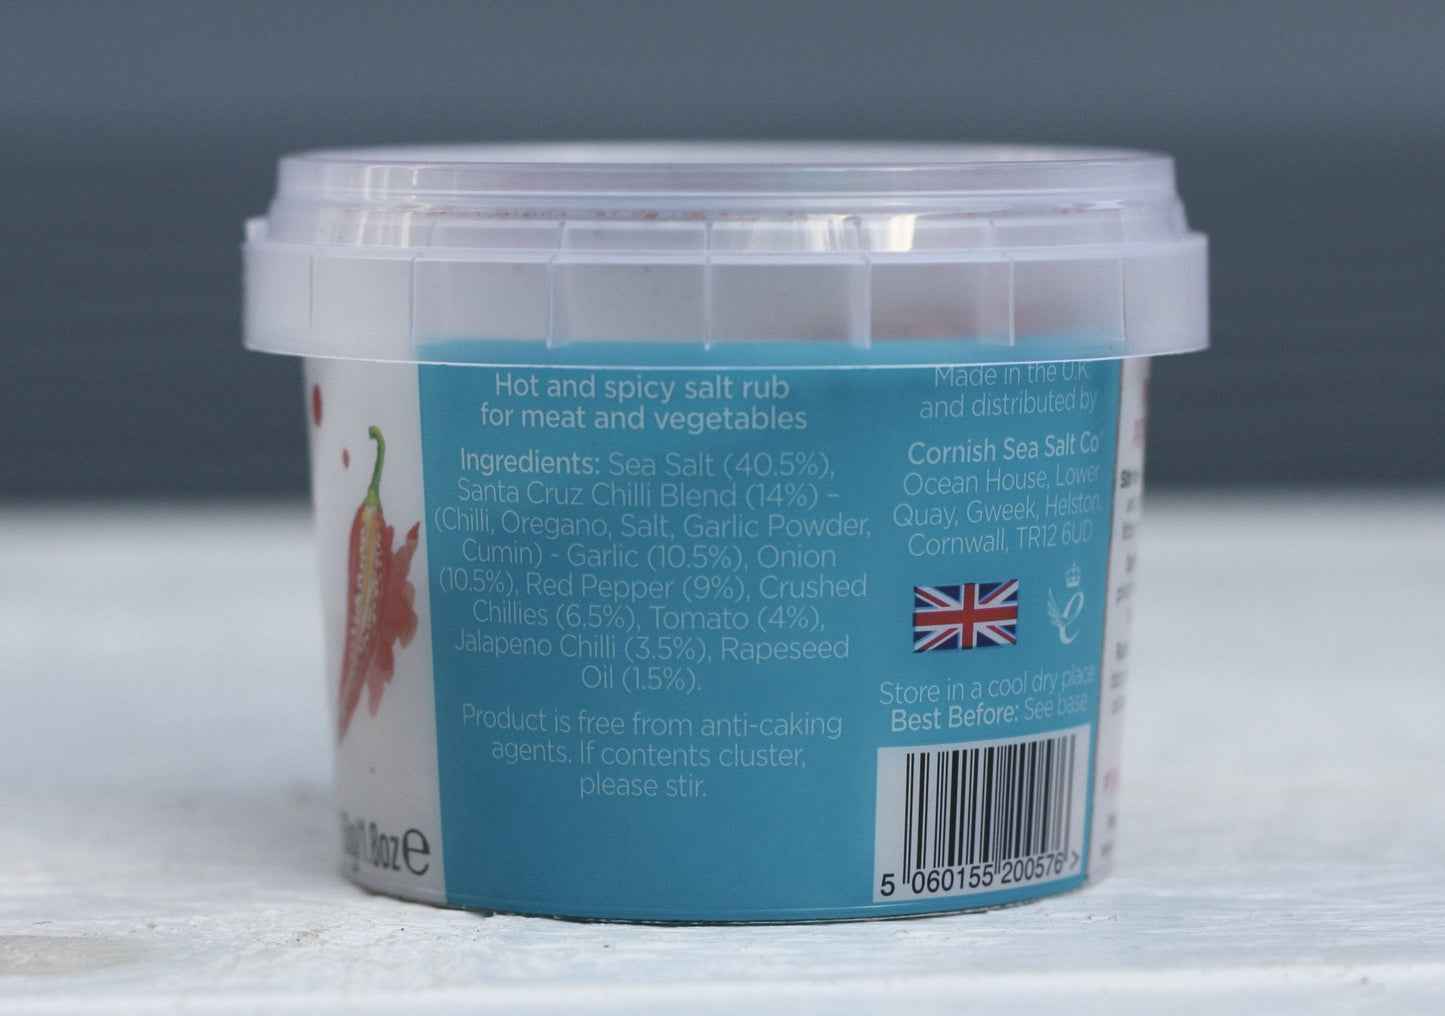 Hot and spicy salt rub
for meat and vegetables
Ingredients: Sea Salt (40.5%),
Santa Cruz Chilli Blend (14%) –
(Chilli, Oregano, Salt, Garlic Powder,
Cumin) - Garlic (10.5%), Onion
(10.5%), Red Pepper (9%), Crushed
Chillies (6.5%), Tomato (4%),
Jalapeno Chilli (3.5%), Rapeseed
Oil (1.5%).
Product is free from anti-caking
agents. If contents cluster,
please stir.
Made in the U.K.
and distributed by
Cornish Sea Salt Co
Ocean House, Lower
Quay, Gweek, Helston,
Cornwall, TR12 6UD
Store in a cool dry place
Best Before: See base
5 060155 200576 >
1.8oz e